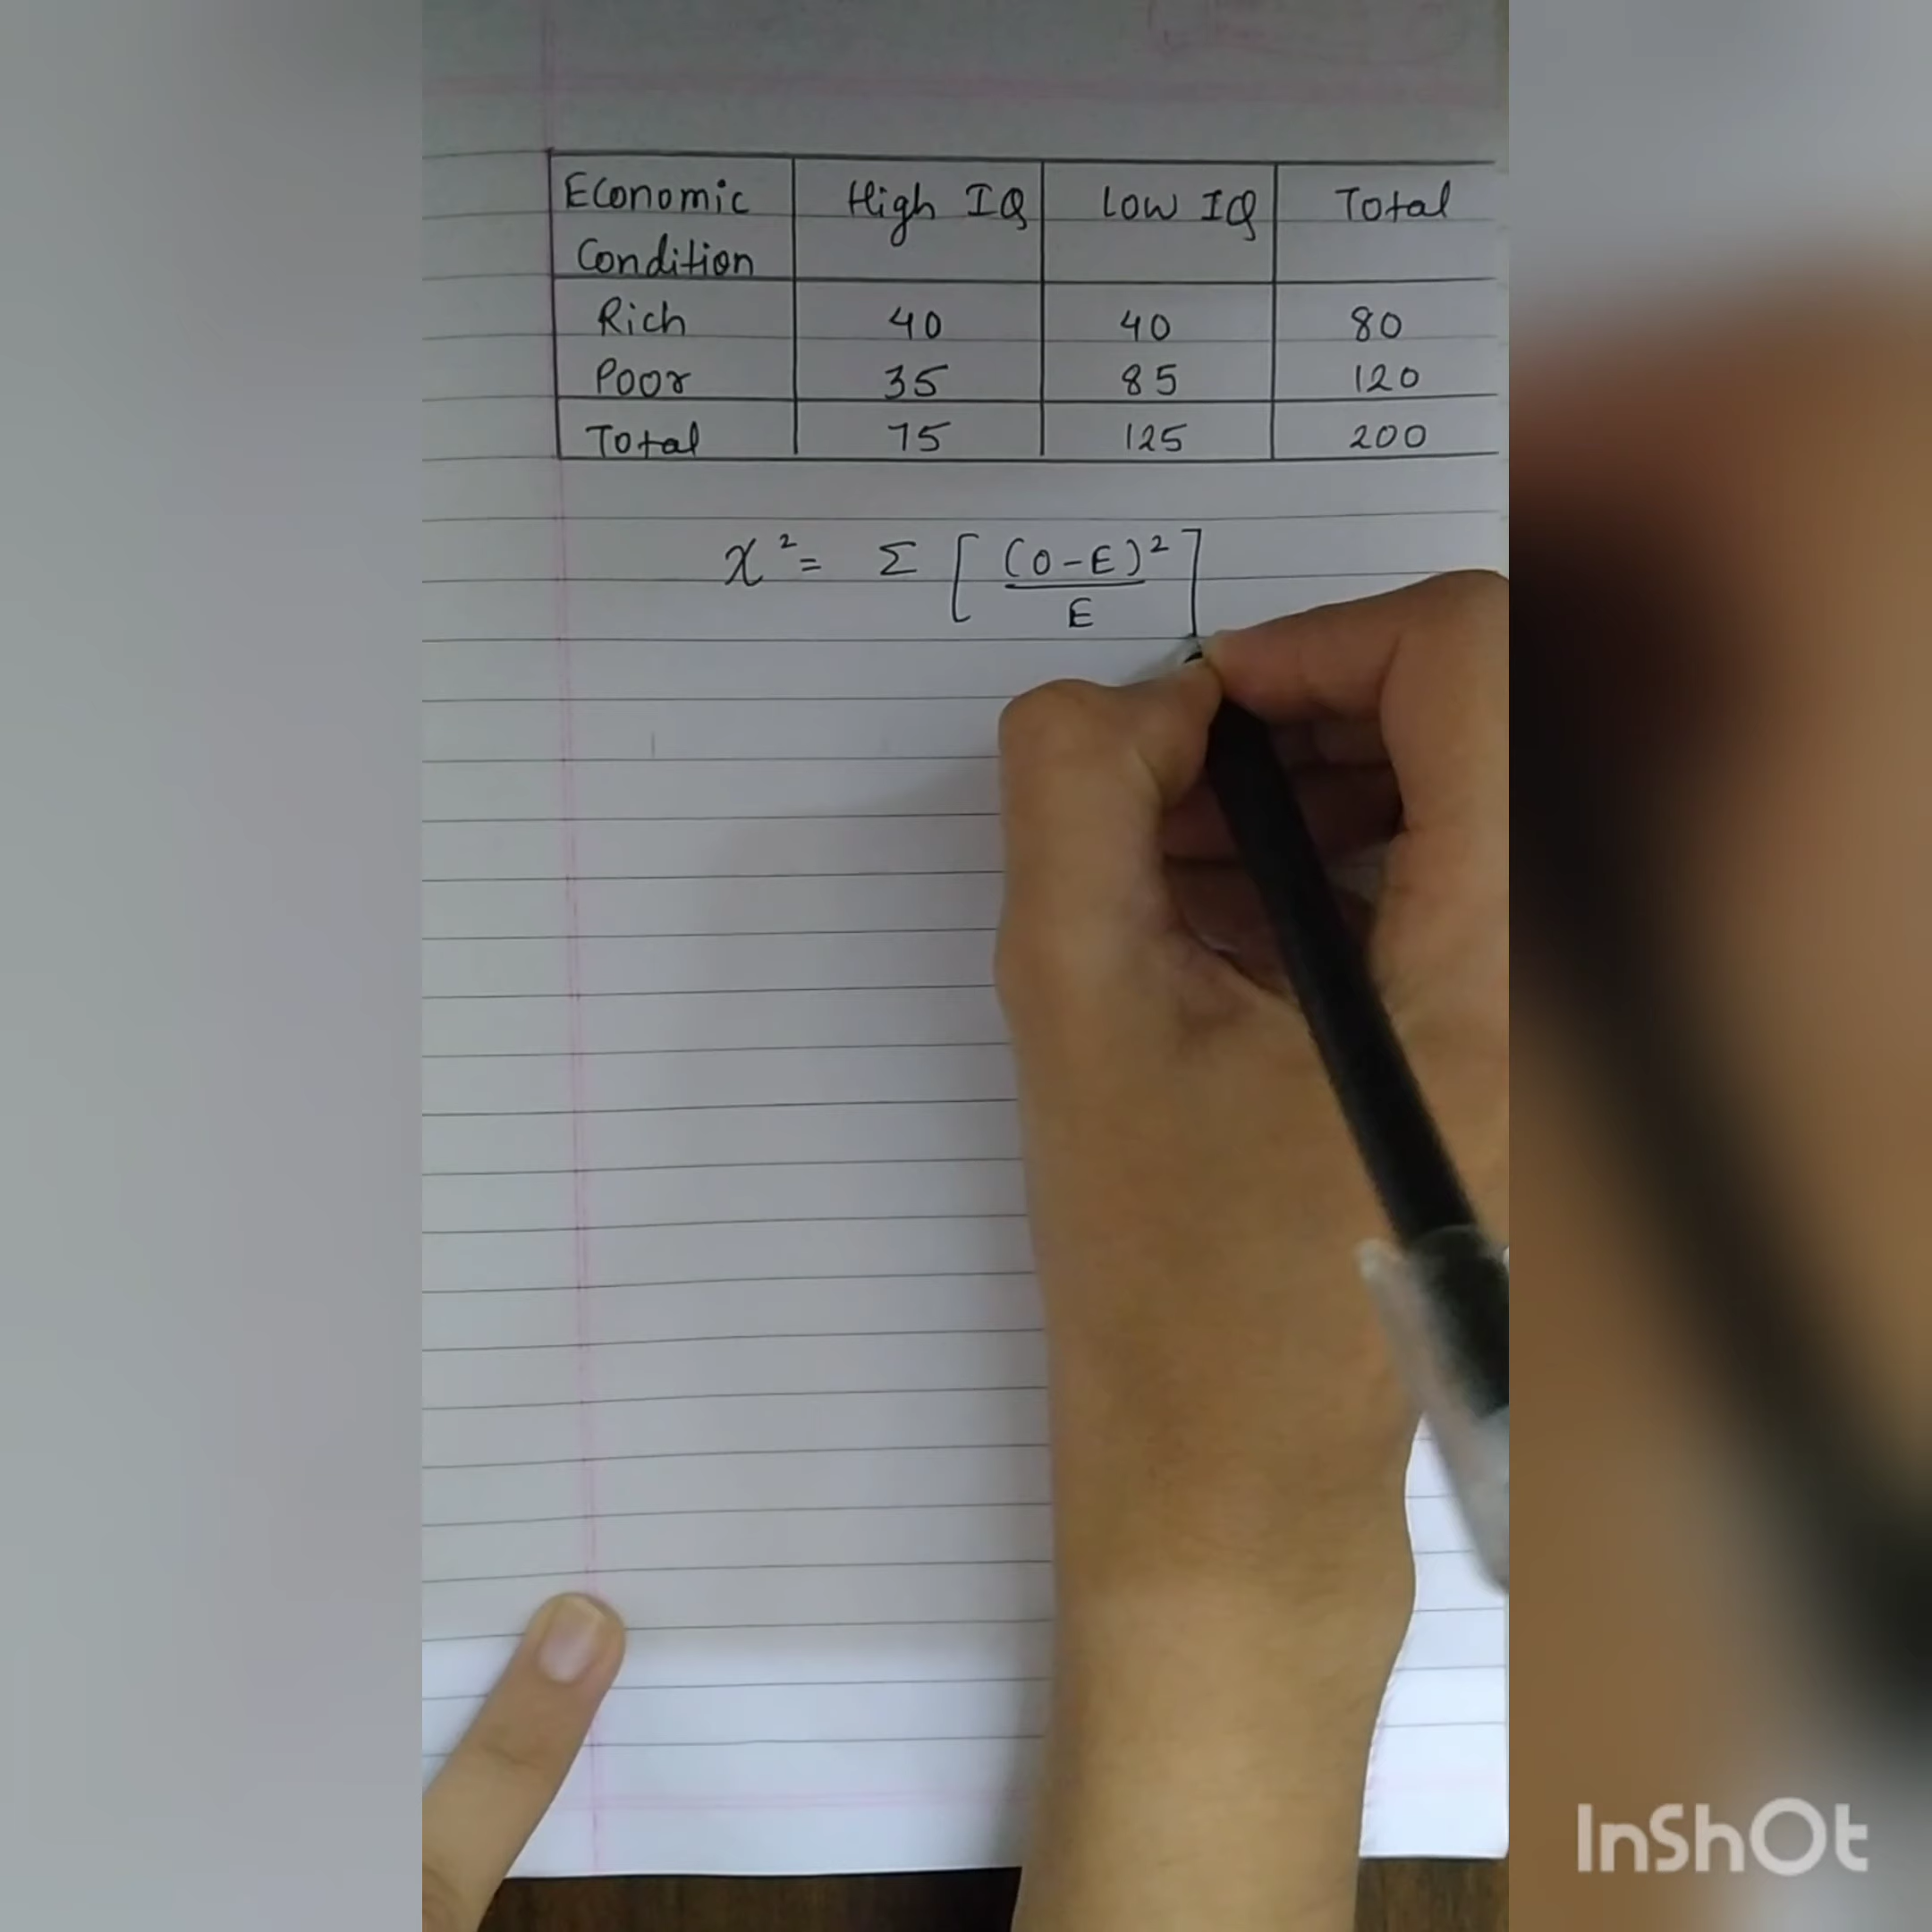 Economic Condition High IQ Low IQ Total
Rich 40 40 80
Poor 35 85 120
Total 75 125 200
χ² = Σ [ (O-E)² / E ]
InShOt